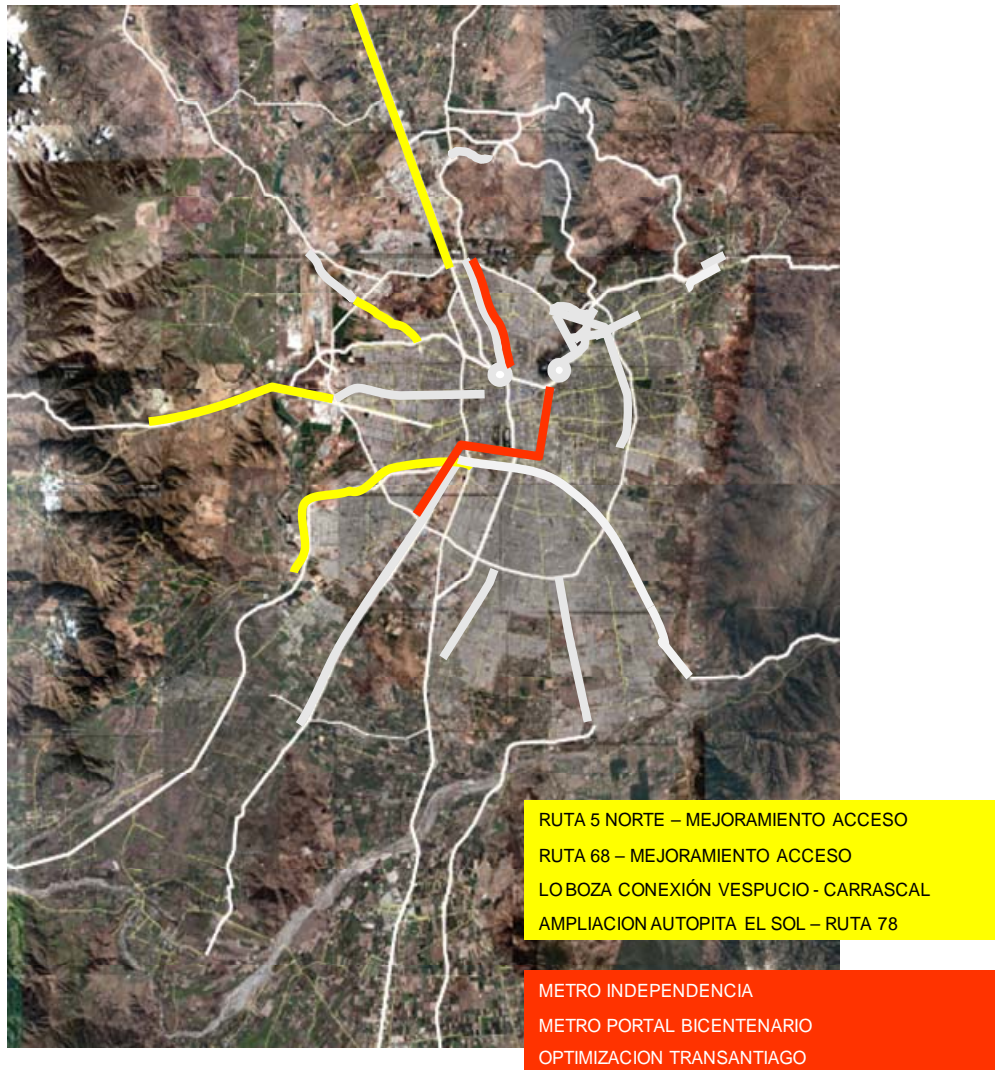 RUTA 5 NORTE – MEJORAMIENTO ACCESO
RUTA 68 – MEJORAMIENTO ACCESO
LO BOZA CONEXIÓN VESPUCIO - CARRASCAL
AMPLIACION AUTOPITA EL SOL – RUTA 78
METRO INDEPENDENCIA
METRO PORTAL BICENTENARIO
OPTIMIZACION TRANSANTIAGO